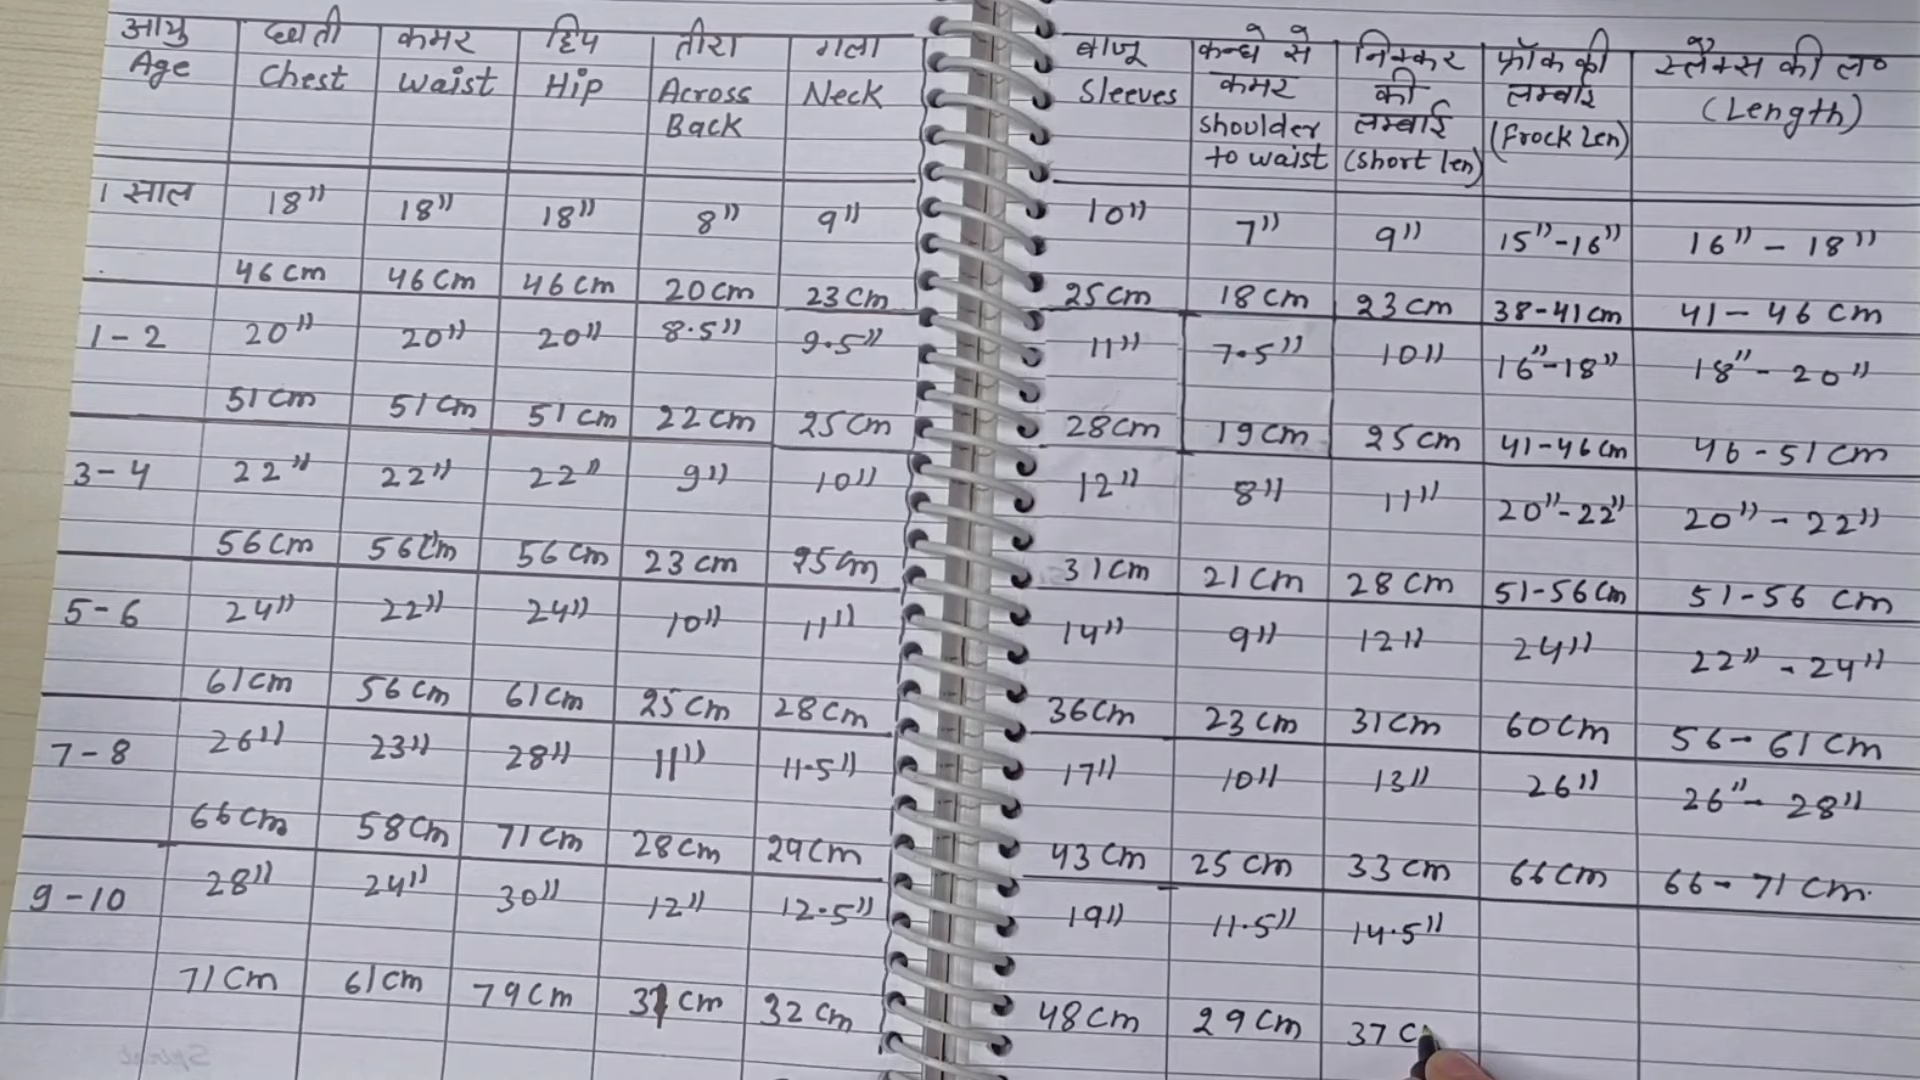 आयु छाती कमर हिप तीरा गला
Age Chest Waist Hip Across Neck
Back
1 साल 18" 18" 18" 8" 9"
46 cm 46 cm 46 cm 20 cm 23 cm
1-2 20" 20" 20" 8.5" 9.5"
51 cm 51 cm 51 cm 22 cm 25 cm
3-4 22" 22" 22" 9" 10"
56 cm 56 cm 56 cm 23 cm 25 cm
5-6 24" 22" 24" 10" 11"
61 cm 56 cm 61 cm 25 cm 28 cm
7-8 26" 23" 28" 11" 11.5"
66 cm 58 cm 71 cm 28 cm 29 cm
9-10 28" 24" 30" 12" 12.5"
71 cm 61 cm 79 cm 31 cm 32 cm
बाजू कन्धे से निक्कर फ्रॉक की स्लैक्स की ल०
Sleeves कमर की लम्बाई (Length)
shoulder लम्बाई (Frock Len)
to waist (short len)
10" 7" 9" 15"-16" 16" - 18"
25 cm 18 cm 23 cm 38-41 cm 41-46 cm
11" 7.5" 10" 16"-18" 18" - 20"
28 cm 19 cm 25 cm 41-46 cm 46-51 cm
12" 8" 11" 20"-22" 20" - 22"
31 cm 21 cm 28 cm 51-56 cm 51-56 cm
14" 9" 12" 24" 22" - 24"
36 cm 23 cm 31 cm 60 cm 56-61 cm
17" 10" 13" 26" 26" - 28"
43 cm 25 cm 33 cm 66 cm 66-71 cm.
19" 11.5" 14.5"
48 cm 29 cm 37 c